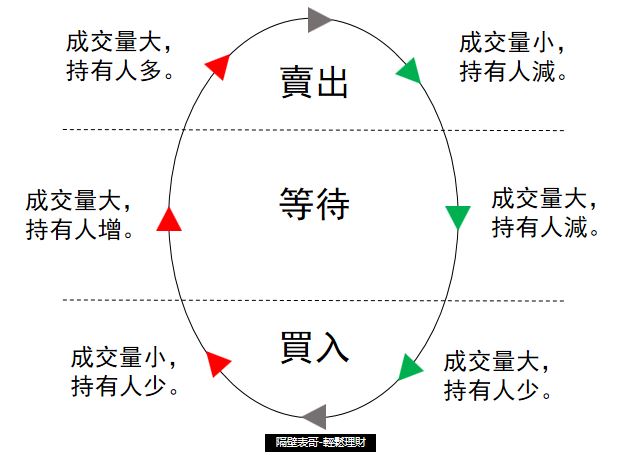 成交量大，
持有人多。
成交量小，
持有人減。
賣出
成交量大，
持有人增。
等待
成交量大，
持有人減。
成交量小，
持有人少。
買入
成交量大，
持有人少。
隔壁表哥-輕鬆理財